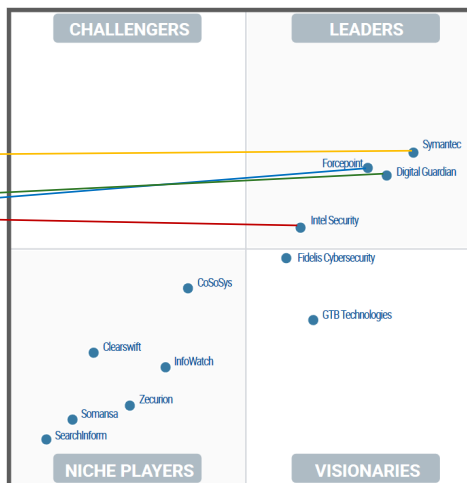 CHALLENGERS
LEADERS
Symantec
Forcepoint
Digital Guardian
Intel Security
Fidelis Cybersecurity
CoSoSys
GTB Technologies
Clearswift
InfoWatch
Zecurion
Somansa
SearchInform
NICHE PLAYERS
VISIONARIES